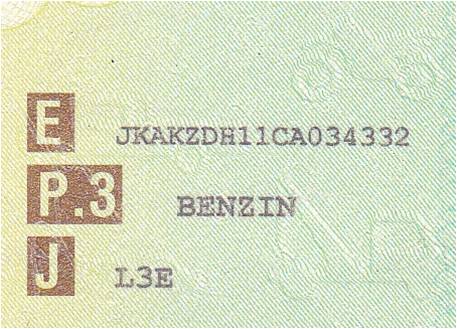 E JKAKZDH11CA034332
P.3 BENZIN
J L3E